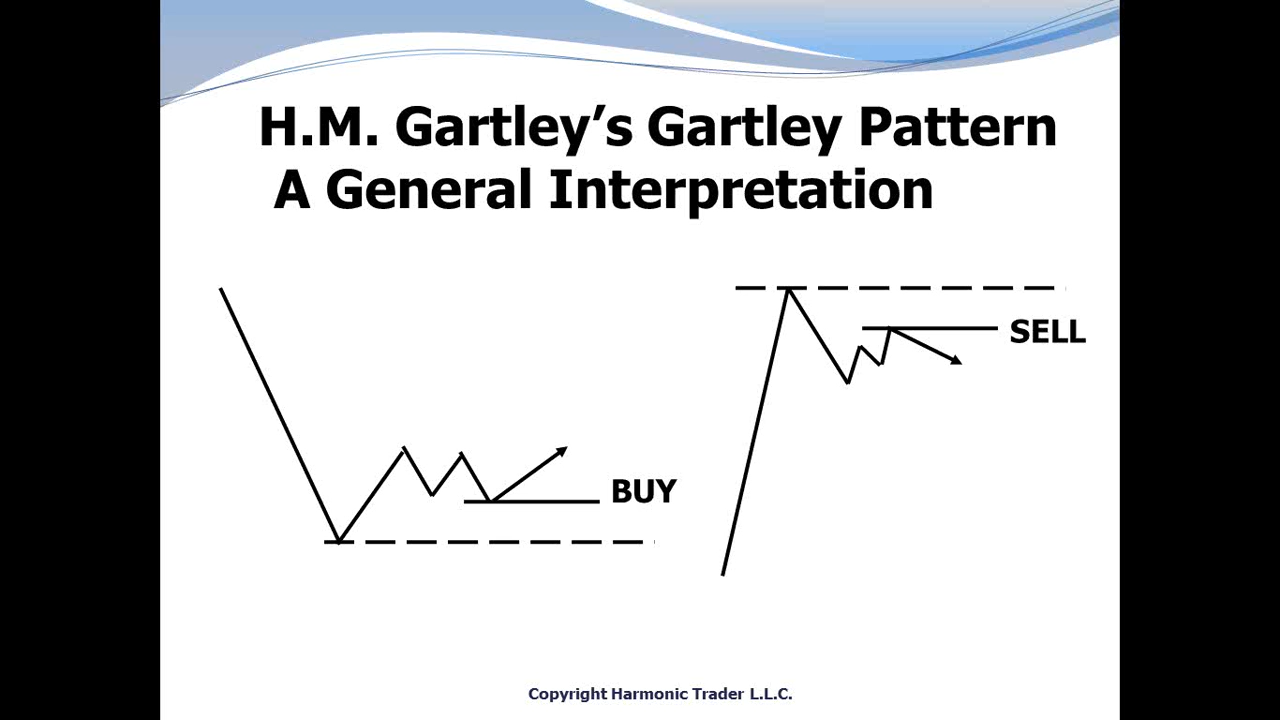 H.M. Gartley’s Gartley Pattern
A General Interpretation
SELL
BUY
Copyright Harmonic Trader L.L.C.